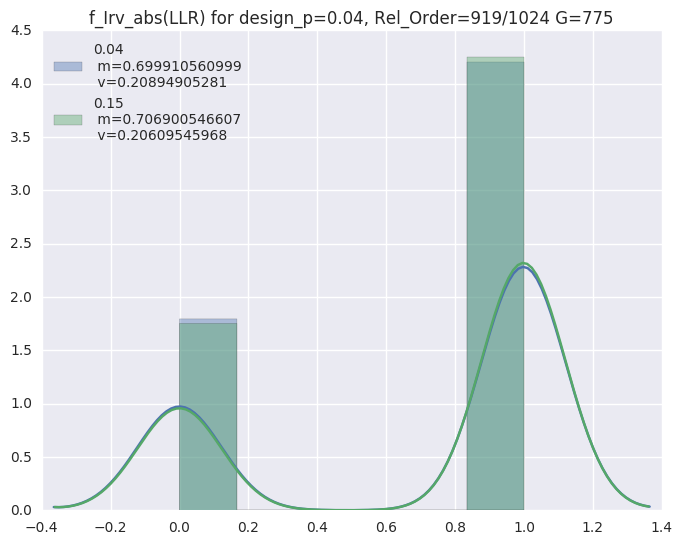 f_Irv_abs(LLR) for design_p=0.04, Rel_Order=919/1024 G=775
0.04
m=0.699910560999
v=0.20894905281
0.15
m=0.706900546607
v=0.20609545968
4.5
4.0
3.5
3.0
2.5
2.0
1.5
1.0
0.5
0.0
−0.4 −0.2 0.0 0.2 0.4 0.6 0.8 1.0 1.2 1.4